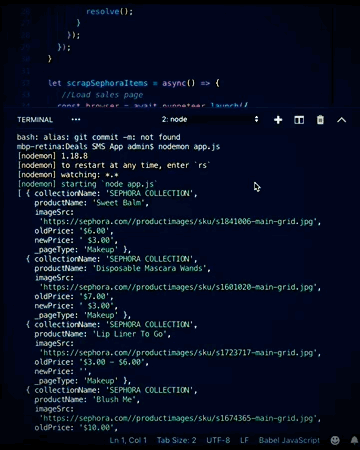 resolve();
}
});
});
}
let scrapSephoraItems = async() => {
//Load sales page
const browser = await puppeteer.launch({
TERMINAL ••• 2: node
bash: alias: git commit -m: not found
mbp-retina:Deals SMS App admin$ nodemon app.js
[nodemon] 1.18.8
[nodemon] to restart at any time, enter `rs`
[nodemon] watching: *.*
[nodemon] starting `node app.js`
[ { collectionName: 'SEPHORA COLLECTION',
productName: 'Sweet Balm',
imageSrc:
'https://sephora.com//productimages/sku/s1841006-main-grid.jpg',
oldPrice: '$6.00',
newPrice: ' $3.00',
_pageType: 'Makeup' },
{ collectionName: 'SEPHORA COLLECTION',
productName: 'Disposable Mascara Wands',
imageSrc:
'https://sephora.com//productimages/sku/s1601020-main-grid.jpg',
oldPrice: '$7.00',
newPrice: ' $3.00',
_pageType: 'Makeup' },
{ collectionName: 'SEPHORA COLLECTION',
productName: 'Lip Liner To Go',
imageSrc:
'https://sephora.com//productimages/sku/s1723717-main-grid.jpg',
oldPrice: '$3.00 - $6.00',
newPrice: '',
_pageType: 'Makeup' },
{ collectionName: 'SEPHORA COLLECTION',
productName: 'Blush Me',
imageSrc:
'https://sephora.com//productimages/sku/s1674365-main-grid.jpg',
oldPrice: '$10.00',
Ln 1, Col 1 Tab Size: 2 UTF-8 LF Babel JavaScript